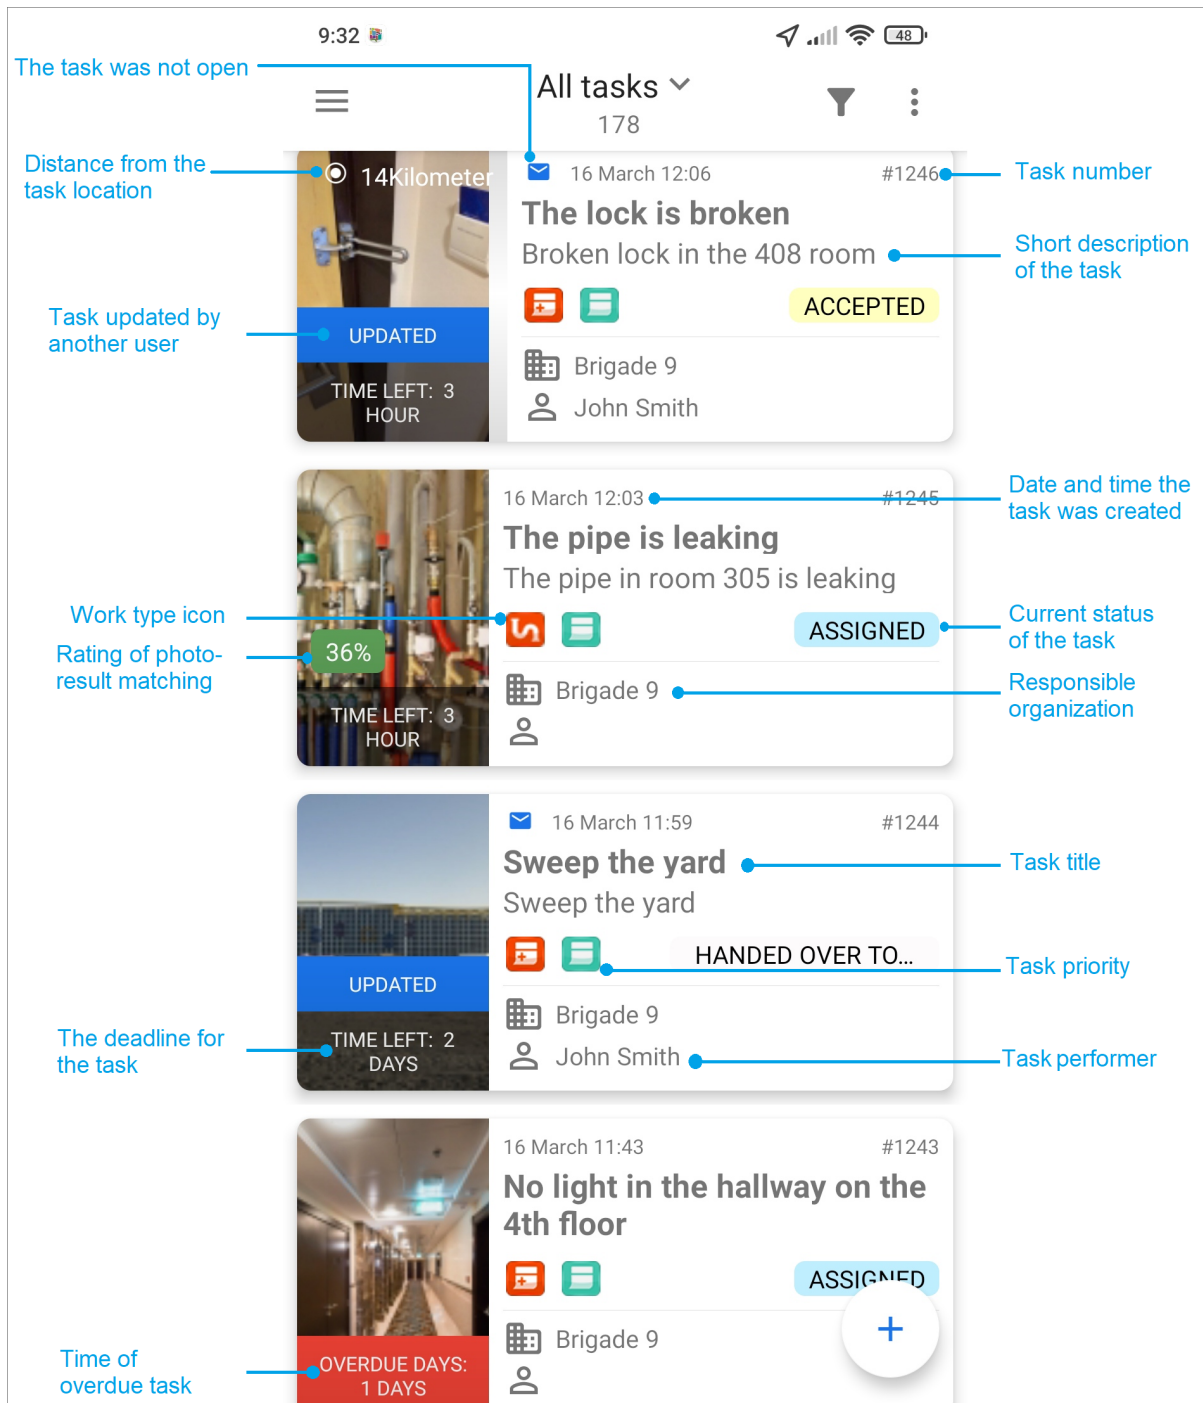 9:32
48
The task was not open
All tasks
178
Distance from the
task location
14Kilometer
16 March 12:06
#1246
Task number
The lock is broken
Broken lock in the 408 room
Short description
of the task
ACCEPTED
Task updated by
another user
UPDATED
TIME LEFT: 3
HOUR
Brigade 9
John Smith
16 March 12:03
#1245
Date and time the
task was created
The pipe is leaking
The pipe in room 305 is leaking
Work type icon
ASSIGNED
Current status
of the task
Rating of photo-
result matching
36%
Brigade 9
Responsible
organization
TIME LEFT: 3
HOUR
16 March 11:59
#1244
Sweep the yard
Task title
Sweep the yard
HANDED OVER TO...
Task priority
UPDATED
The deadline for
the task
TIME LEFT: 2
DAYS
Brigade 9
John Smith
Task performer
16 March 11:43
#1243
No light in the hallway on the
4th floor
ASSIGNED
+
Brigade 9
Time of
overdue task
OVERDUE DAYS:
1 DAYS